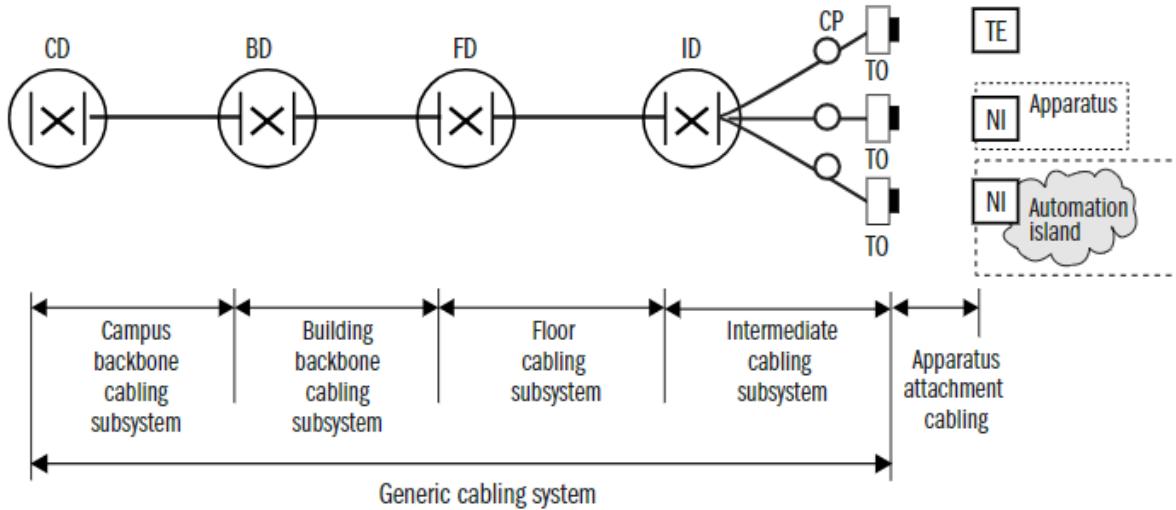 CD
BD
FD
ID
CP
TO
TE
TO
NI
Apparatus
TO
NI
Automation
island
Campus
backbone
cabling
subsystem
Building
backbone
cabling
subsystem
Floor
cabling
subsystem
Intermediate
cabling
subsystem
Apparatus
attachment
cabling
Generic cabling system